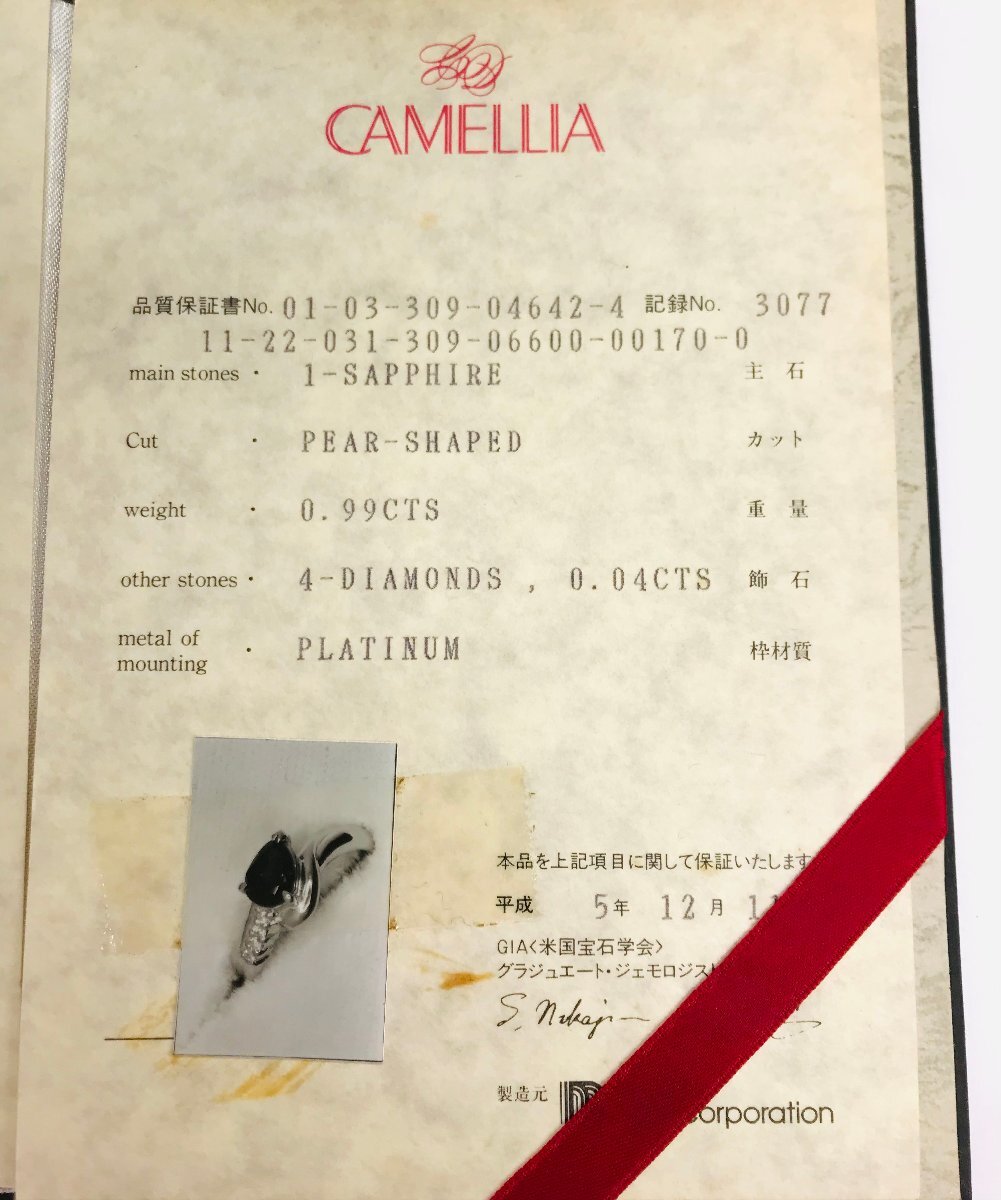 CAMELLIA
品質保証書No. 01-03-309-04642-4 記録No. 3077
11-22-031-309-06600-00170-0
main stones · 1-SAPPHIRE 主石
Cut · PEAR-SHAPED カット
weight · 0.99CTS 重量
other stones · 4-DIAMONDS , 0.04CTS 飾石
metal of mounting · PLATINUM 枠材質
本品を上記項目に関して保証いたします
平成 5年 12月
GIA〈米国宝石学会〉
グラジュエート・ジェモロジスト
製造元 orporation